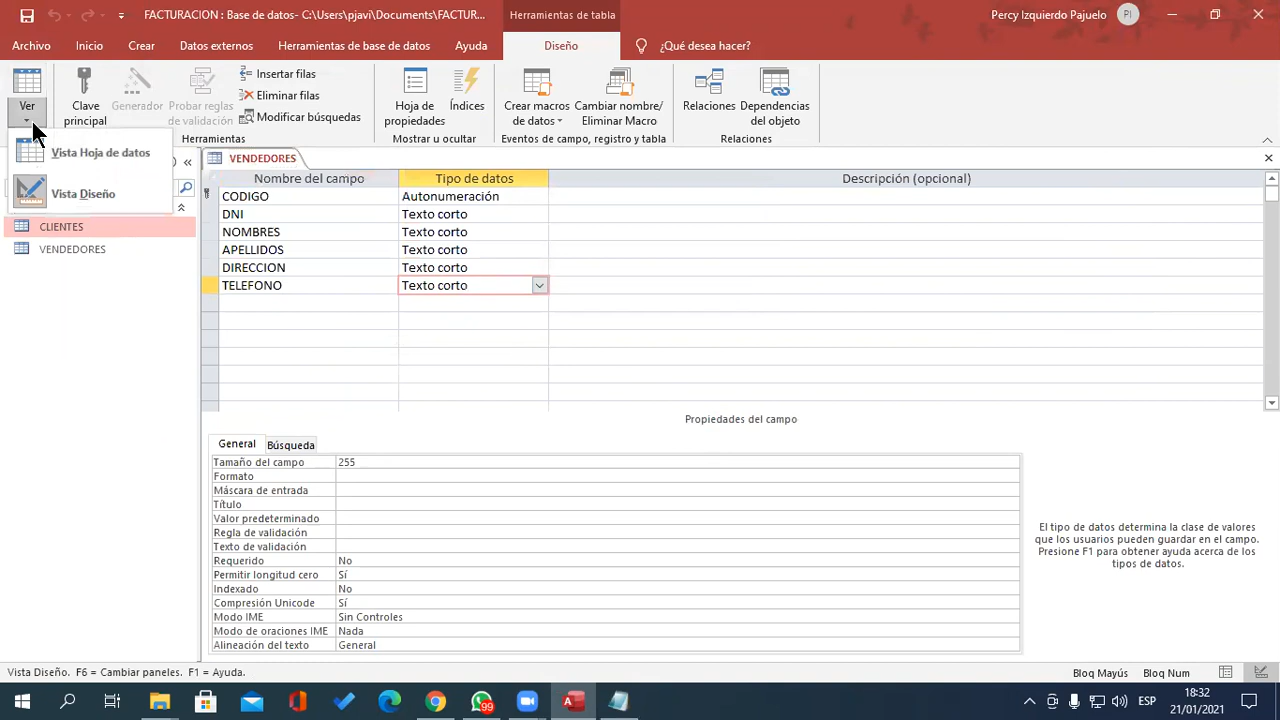 FACTURACION : Base de datos- C:\Users\pjavi\Documents\FACTUR...
Herramientas de tabla
Percy Izquierdo Pajuelo
PI
Archivo
Inicio
Crear
Datos externos
Herramientas de base de datos
Ayuda
Diseño
¿Qué desea hacer?
Ver
Clave
principal
Generador
Probar reglas
de validación
Insertar filas
Eliminar filas
Modificar búsquedas
Hoja de
propiedades
Índices
Crear macros
de datos
Cambiar nombre/
Eliminar Macro
Relaciones
Dependencias
del objeto
Herramientas
Mostrar u ocultar
Eventos de campo, registro y tabla
Relaciones
Vista Hoja de datos
Vista Diseño
CLIENTES
VENDEDORES
VENDEDORES
Nombre del campo
Tipo de datos
Descripción (opcional)
CODIGO
Autonumeración
DNI
Texto corto
NOMBRES
Texto corto
APELLIDOS
Texto corto
DIRECCION
Texto corto
TELEFONO
Texto corto
Propiedades del campo
General
Búsqueda
Tamaño del campo
255
Formato
Máscara de entrada
Título
Valor predeterminado
Regla de validación
Texto de validación
Requerido
No
Permitir longitud cero
Sí
Indexado
No
Compresión Unicode
Sí
Modo IME
Sin Controles
Modo de oraciones IME
Nada
Alineación del texto
General
El tipo de datos determina la clase de valores
que los usuarios pueden guardar en el campo.
Presione F1 para obtener ayuda acerca de los
tipos de datos.
Vista Diseño. F6 = Cambiar paneles. F1 = Ayuda.
Bloq Mayús
Bloq Num
99
ESP
18:32
21/01/2021